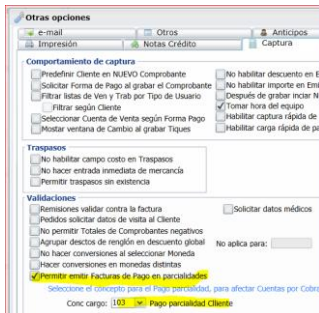 Otras opciones
e-mail Otros Anticipos
Impresión Notas Crédito Captura
Comportamiento de captura
Predefinir Cliente en NUEVO Comprobante
Solicitar Forma de Pago al grabar el Comprobante
Filtrar listas de Ven y Trab por Tipo de Usuario
Filtrar según Cliente
Seleccionar Cuenta de Venta según Forma Pago
Mostar ventana de Cambio al grabar Tiques
No habilitar descuento en E
No habilitar importe en Emi
Después de grabar inciar N
Tomar hora del equipo
Habilitar captura rápida de
Habilitar carga rápida de pa
Traspasos
No habilitar campo costo en Traspasos
No hacer entrada inmediata de mercancía
Permitir traspasos sin existencia
Validaciones
Remisiones validar contra la factura
Solicitar datos médicos
Pedidos solicitar datos de visita al Cliente
No permitir Totales de Comprobantes negativos
Agrupar desctos de renglón en descuento global No aplica para:
No hacer conversiones al seleccionar Moneda
Hacer conversiones en monedas distintas
Permitir emitir Facturas de Pago en parcialidades
Seleccione el concepto para el Pago parcialidad, para afectar Cuentas por Cobra
Conc cargo: 103 Pago parcialidad Cliente